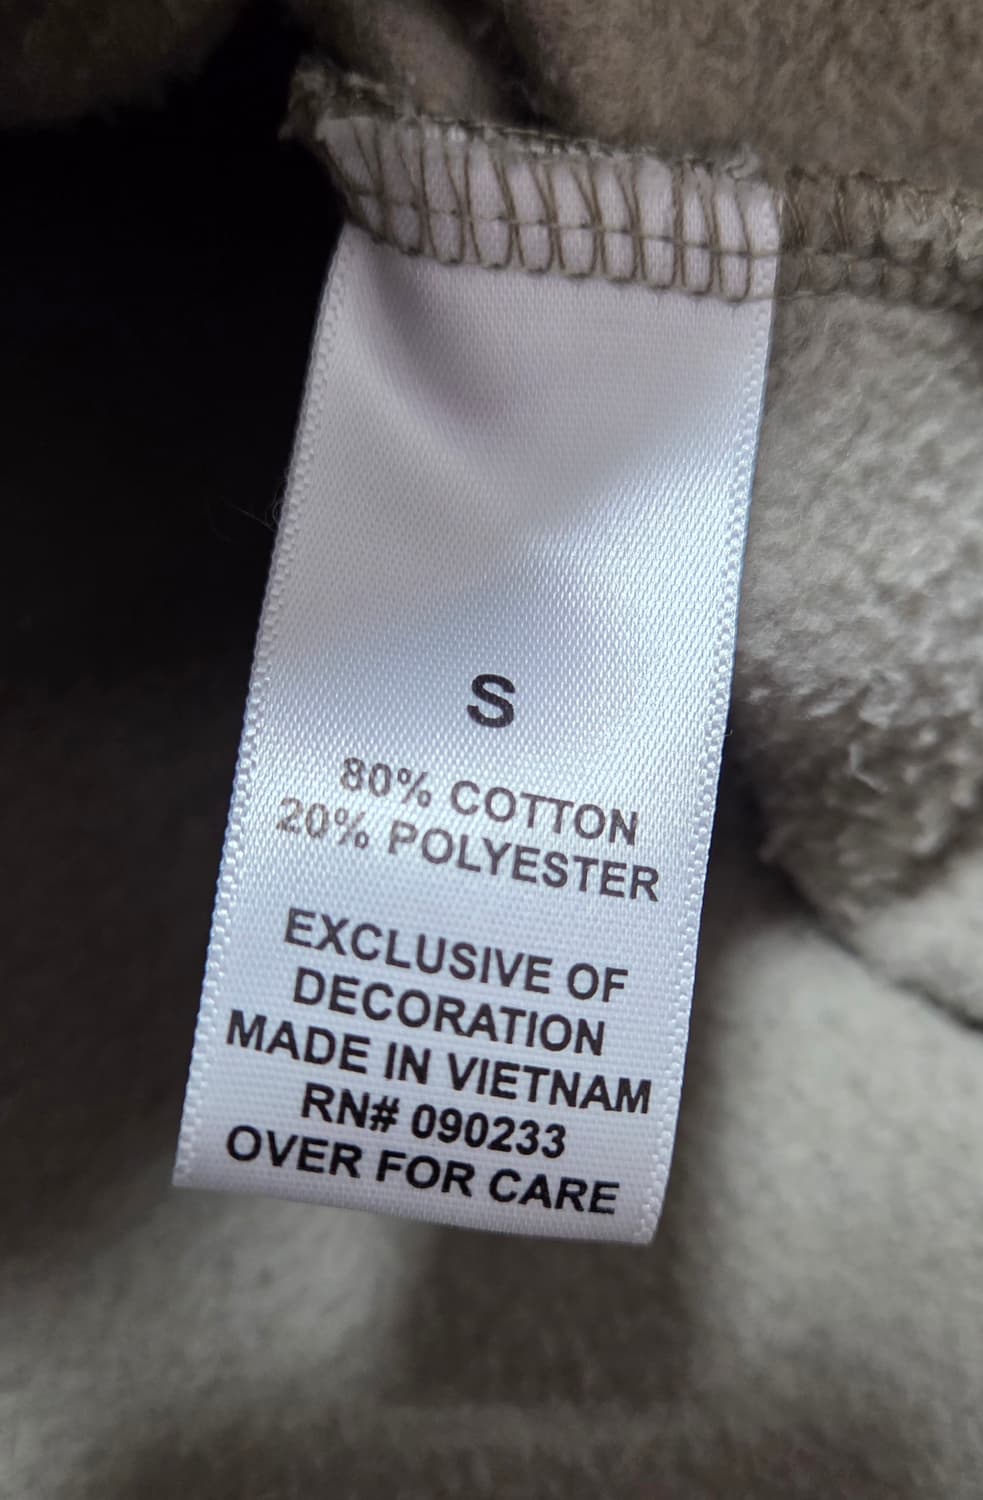 S
80% COTTON
20% POLYESTER
EXCLUSIVE OF
DECORATION
MADE IN VIETNAM
RN# 090233
OVER FOR CARE